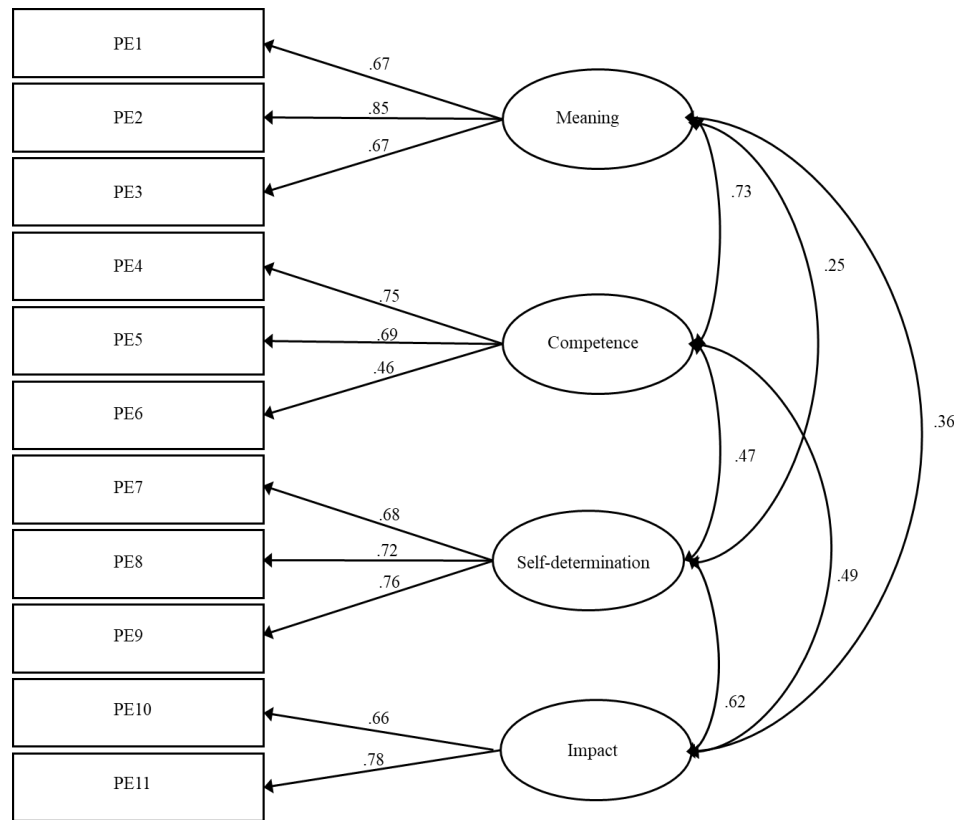 PE1
.67
PE2
.85
Meaning
.67
PE3
.73
PE4
.25
.75
PE5
.69
Competence
.46
PE6
.36
.47
PE7
.68
PE8
.72
Self-determination
.76
.49
PE9
PE10
.66
.62
Impact
.78
PE11